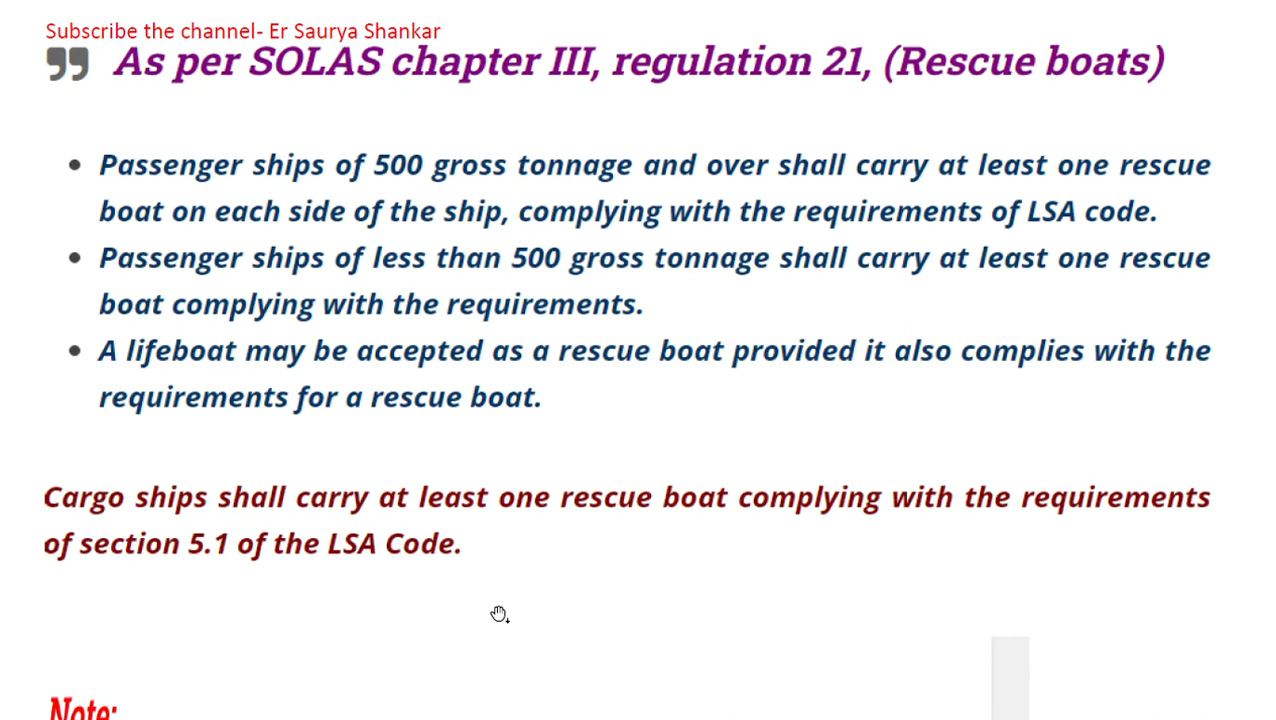 Subscribe the channel- Er Saurya Shankar
As per SOLAS chapter III, regulation 21, (Rescue boats)
Passenger ships of 500 gross tonnage and over shall carry at least one rescue
boat on each side of the ship, complying with the requirements of LSA code.
Passenger ships of less than 500 gross tonnage shall carry at least one rescue
boat complying with the requirements.
A lifeboat may be accepted as a rescue boat provided it also complies with the
requirements for a rescue boat.
Cargo ships shall carry at least one rescue boat complying with the requirements
of section 5.1 of the LSA Code.
Note: